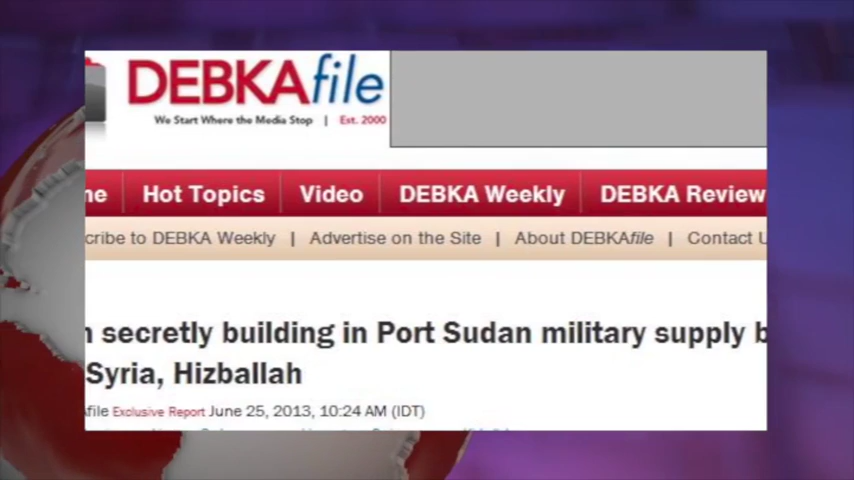 DEBKAfile
We Start Where the Media Stop | Est. 2000
Hot Topics Video DEBKA Weekly DEBKA Review
to DEBKA Weekly | Advertise on the Site | About DEBKAfile | Contact
secretly building in Port Sudan military supply
Syria, Hizballah
Exclusive Report June 25, 2013, 10:24 AM (IDT)